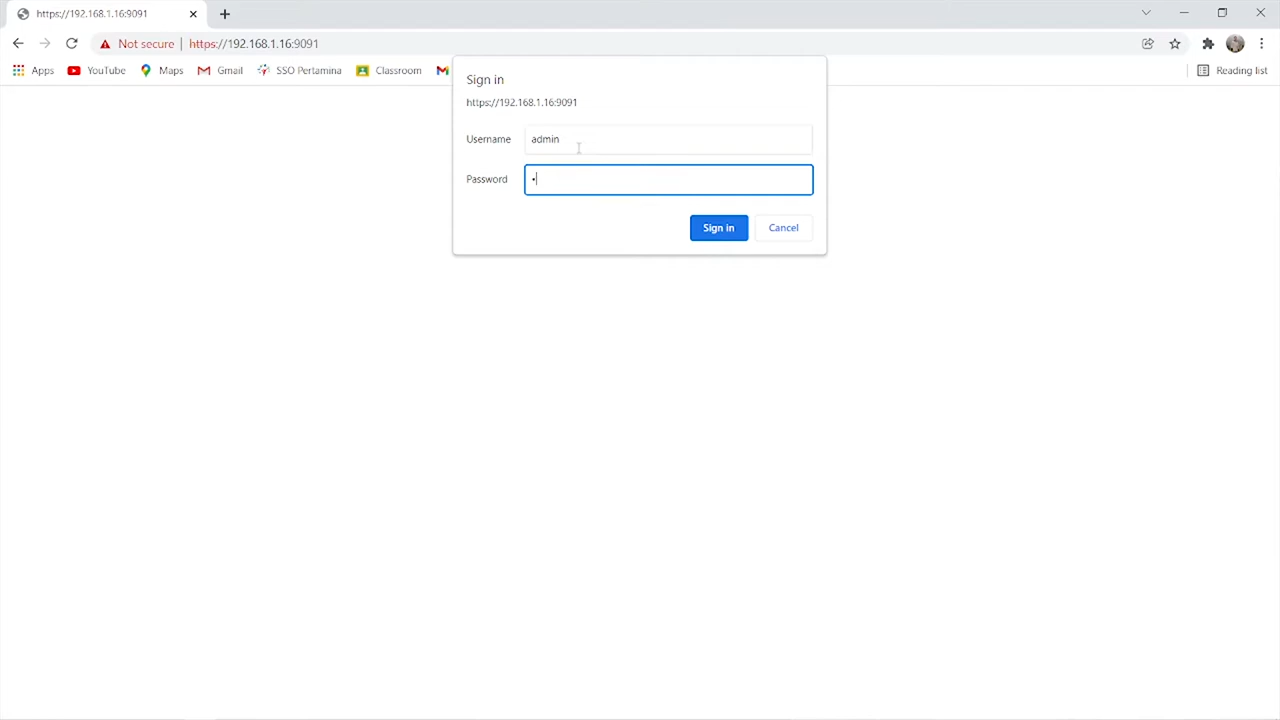 https://192.168.1.16:9091
Not secure
https://192.168.1.16:9091
Apps
YouTube
Maps
Gmail
SSO Pertamina
Classroom
Reading list
Sign in
https://192.168.1.16:9091
Username
admin
Password
•
Sign in
Cancel